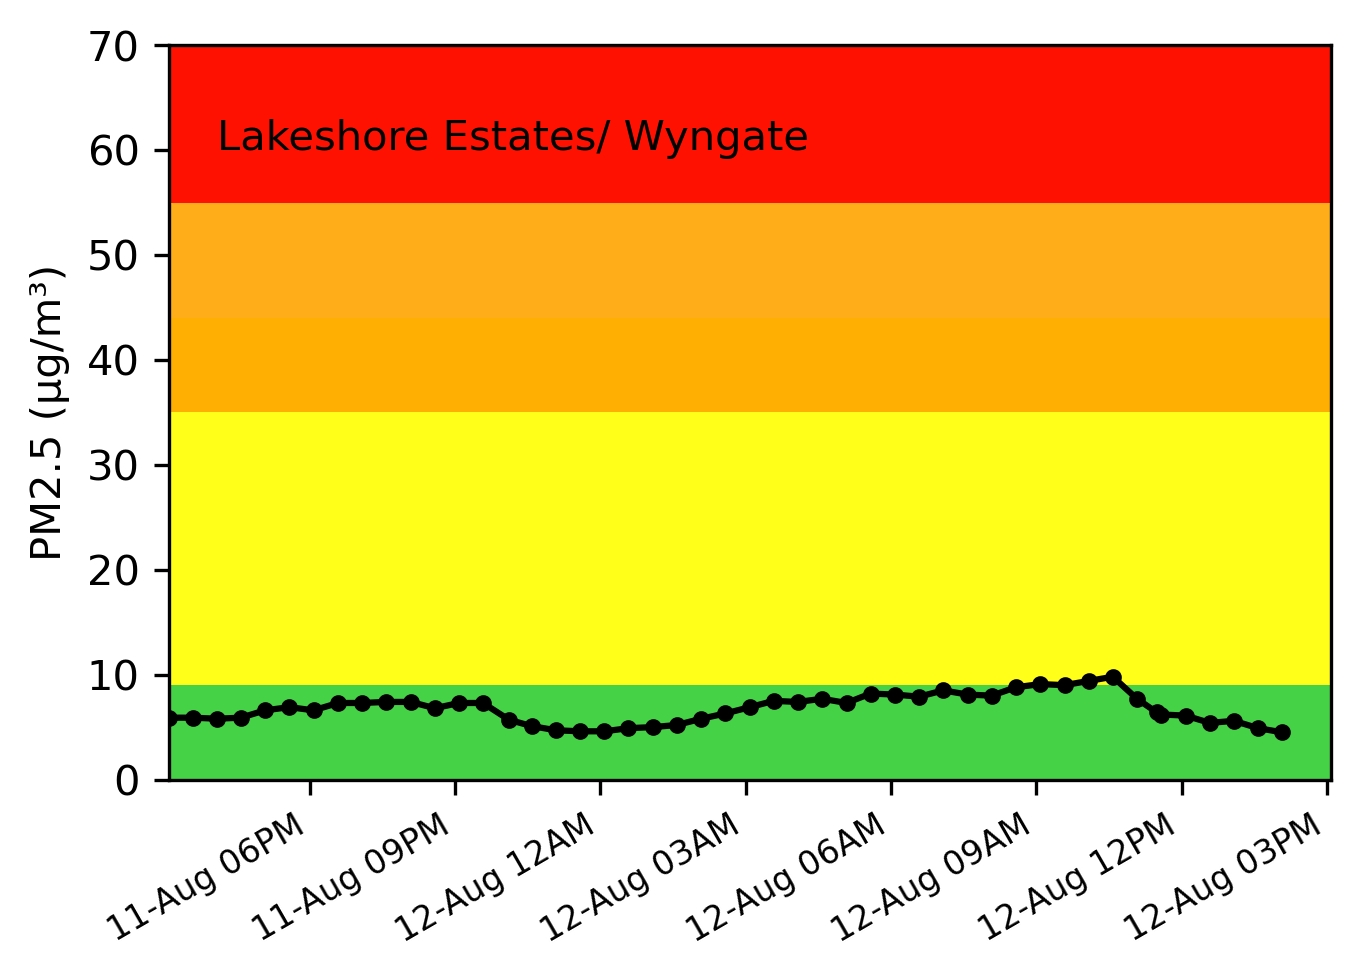 70
Lakeshore Estates/ Wyngate
60
50
40
30
20
10
0
PM2.5 (µg/m³)
11-Aug 06PM
11-Aug 09PM
12-Aug 12AM
12-Aug 03AM
12-Aug 06AM
12-Aug 09AM
12-Aug 12PM
12-Aug 03PM